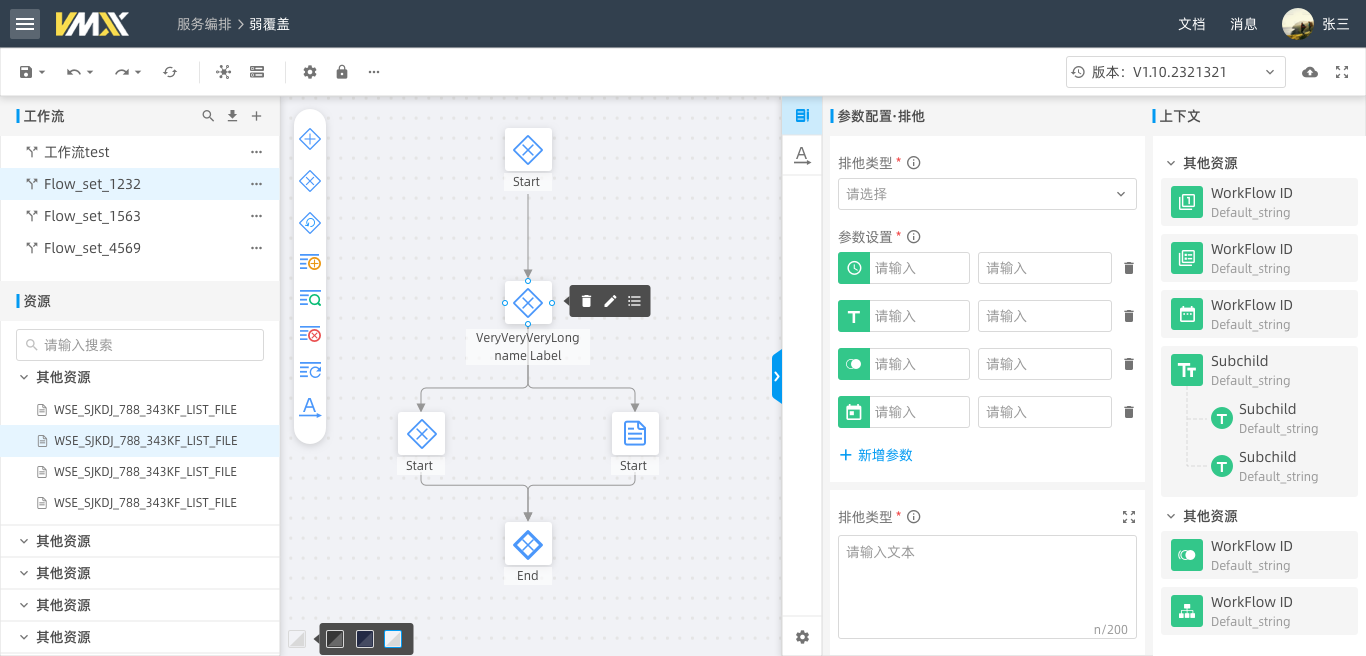 VMX
服务编排 > 弱覆盖
文档
消息
张三
版本：V1.10.2321321
工作流
工作流test
Flow_set_1232
Flow_set_1563
Flow_set_4569
资源
请输入搜索
其他资源
WSE_SJKDJ_788_343KF_LIST_FILE
WSE_SJKDJ_788_343KF_LIST_FILE
WSE_SJKDJ_788_343KF_LIST_FILE
WSE_SJKDJ_788_343KF_LIST_FILE
其他资源
其他资源
其他资源
其他资源
Start
VeryVeryVeryLong
name Label
Start
Start
End
参数配置·排他
排他类型 *
请选择
参数设置 *
请输入 请输入
请输入 请输入
请输入 请输入
请输入 请输入
+ 新增参数
排他类型 *
请输入文本
n/200
上下文
其他资源
WorkFlow ID
Default_string
WorkFlow ID
Default_string
WorkFlow ID
Default_string
Subchild
Default_string
Subchild
Default_string
Subchild
Default_string
其他资源
WorkFlow ID
Default_string
WorkFlow ID
Default_string